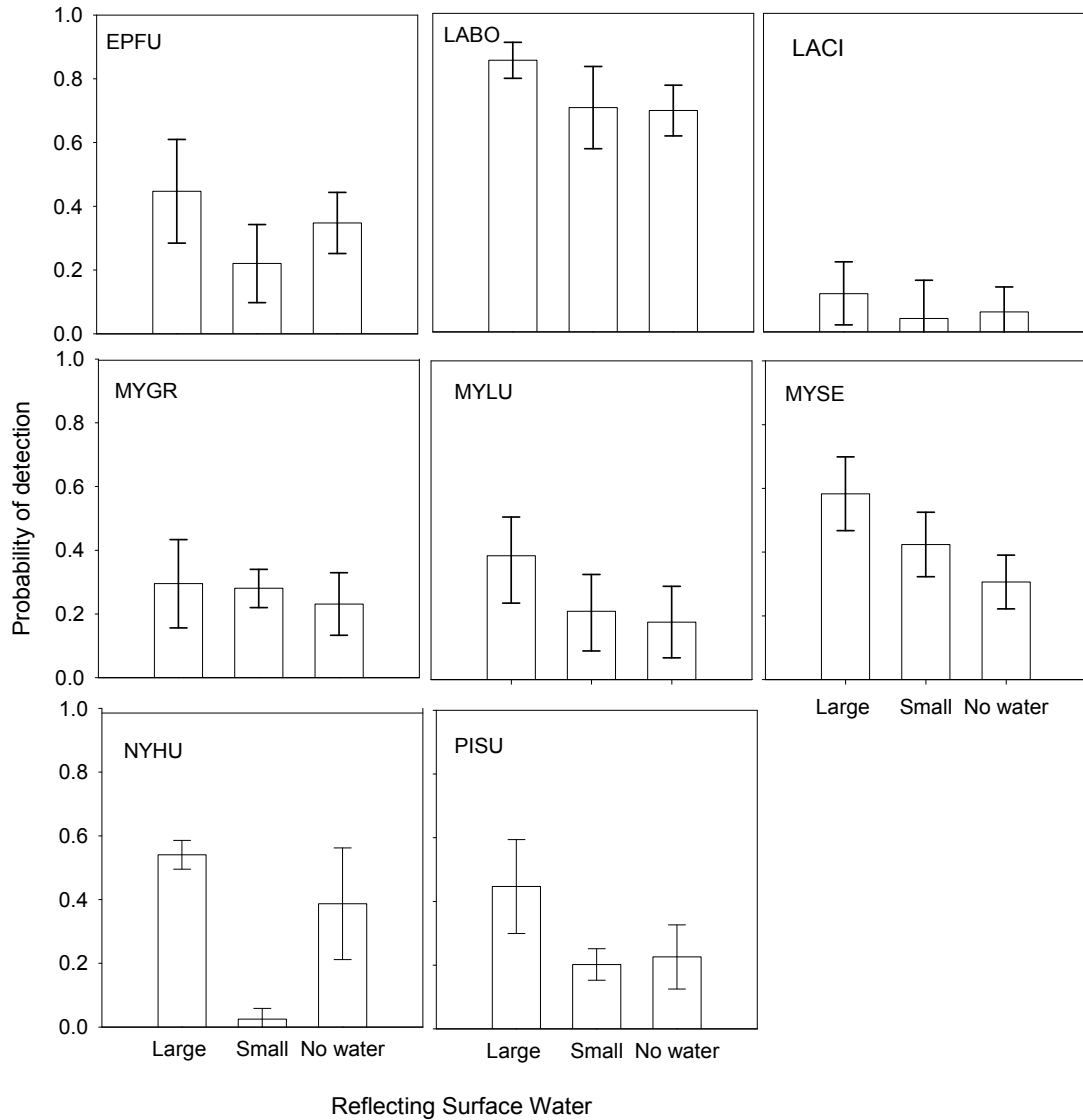 1.0
EPFU
LABO
LACI
0.8
0.6
0.4
0.2
0.0
1.0
MYGR
MYLU
MYSE
0.8
0.6
0.4
0.2
0.0
Large Small No water
Probability of detection
1.0
NYHU
PISU
0.8
0.6
0.4
0.2
0.0
Large Small No water
Large Small No water
Reflecting Surface Water